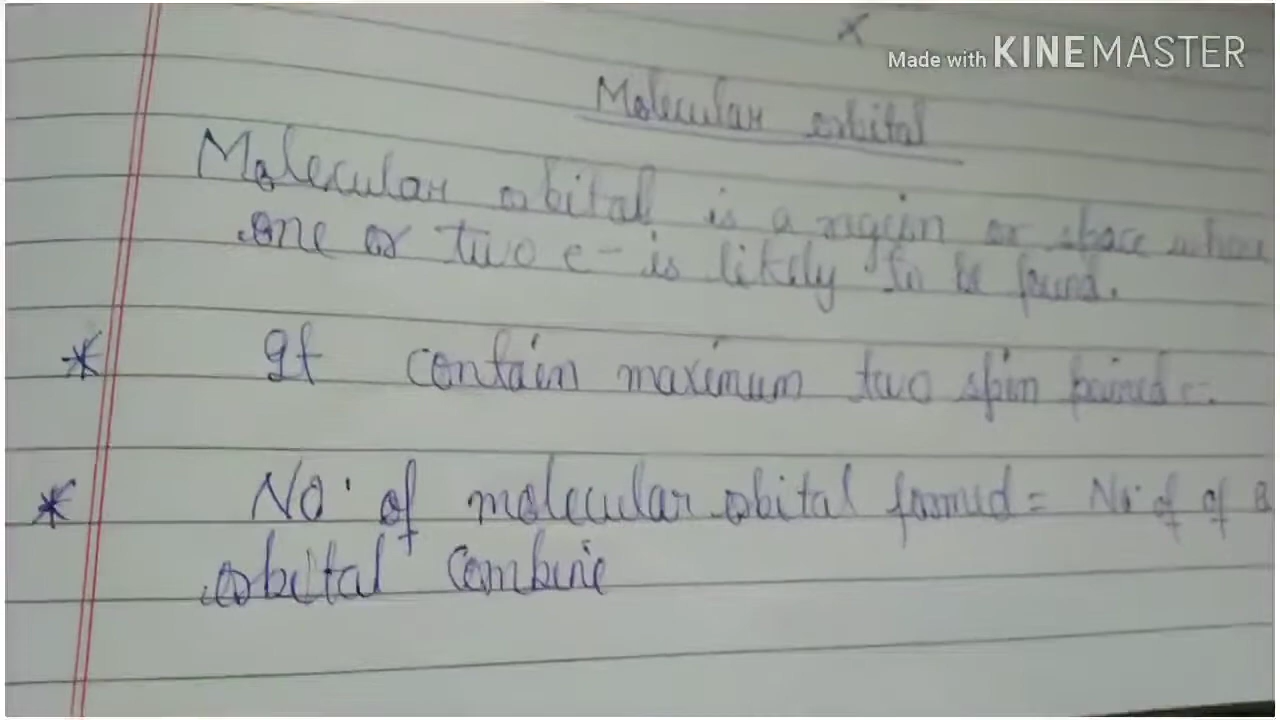 Made with KINEMASTER
Molecular orbital
Molecular orbital is a region or space where
one or two e- is likely to be found.
* It contain maximum two spin paired e-.
* No. of molecular orbital formed = No. of of
orbital combine